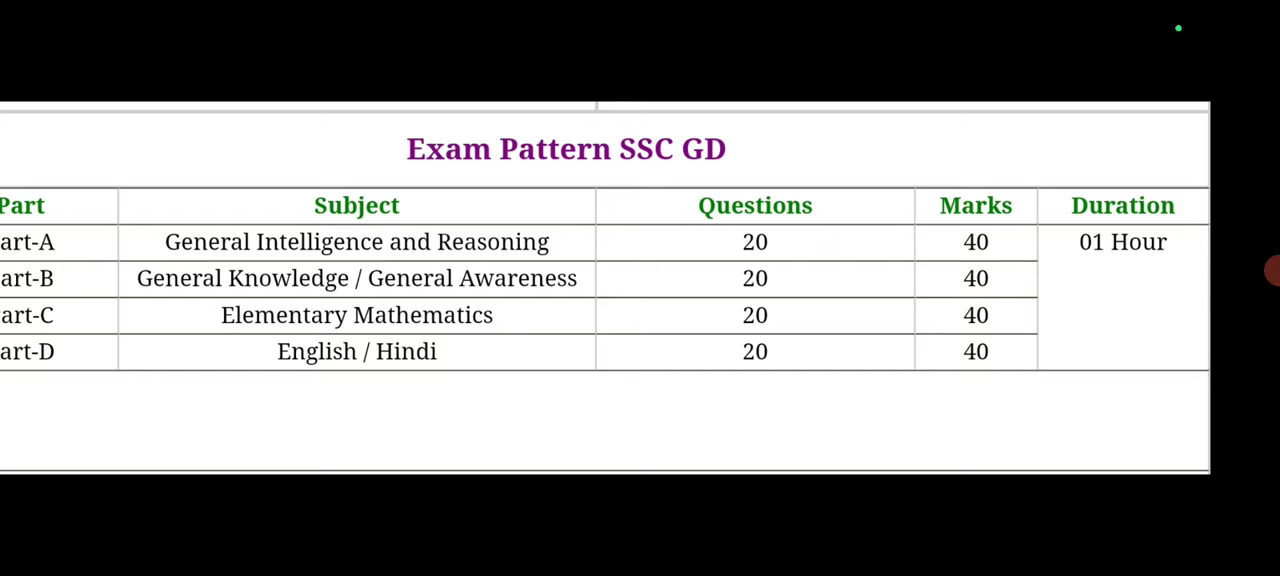 Exam Pattern SSC GD
Part Subject Questions Marks Duration
art-A General Intelligence and Reasoning 20 40 01 Hour
art-B General Knowledge / General Awareness 20 40
art-C Elementary Mathematics 20 40
art-D English / Hindi 20 40